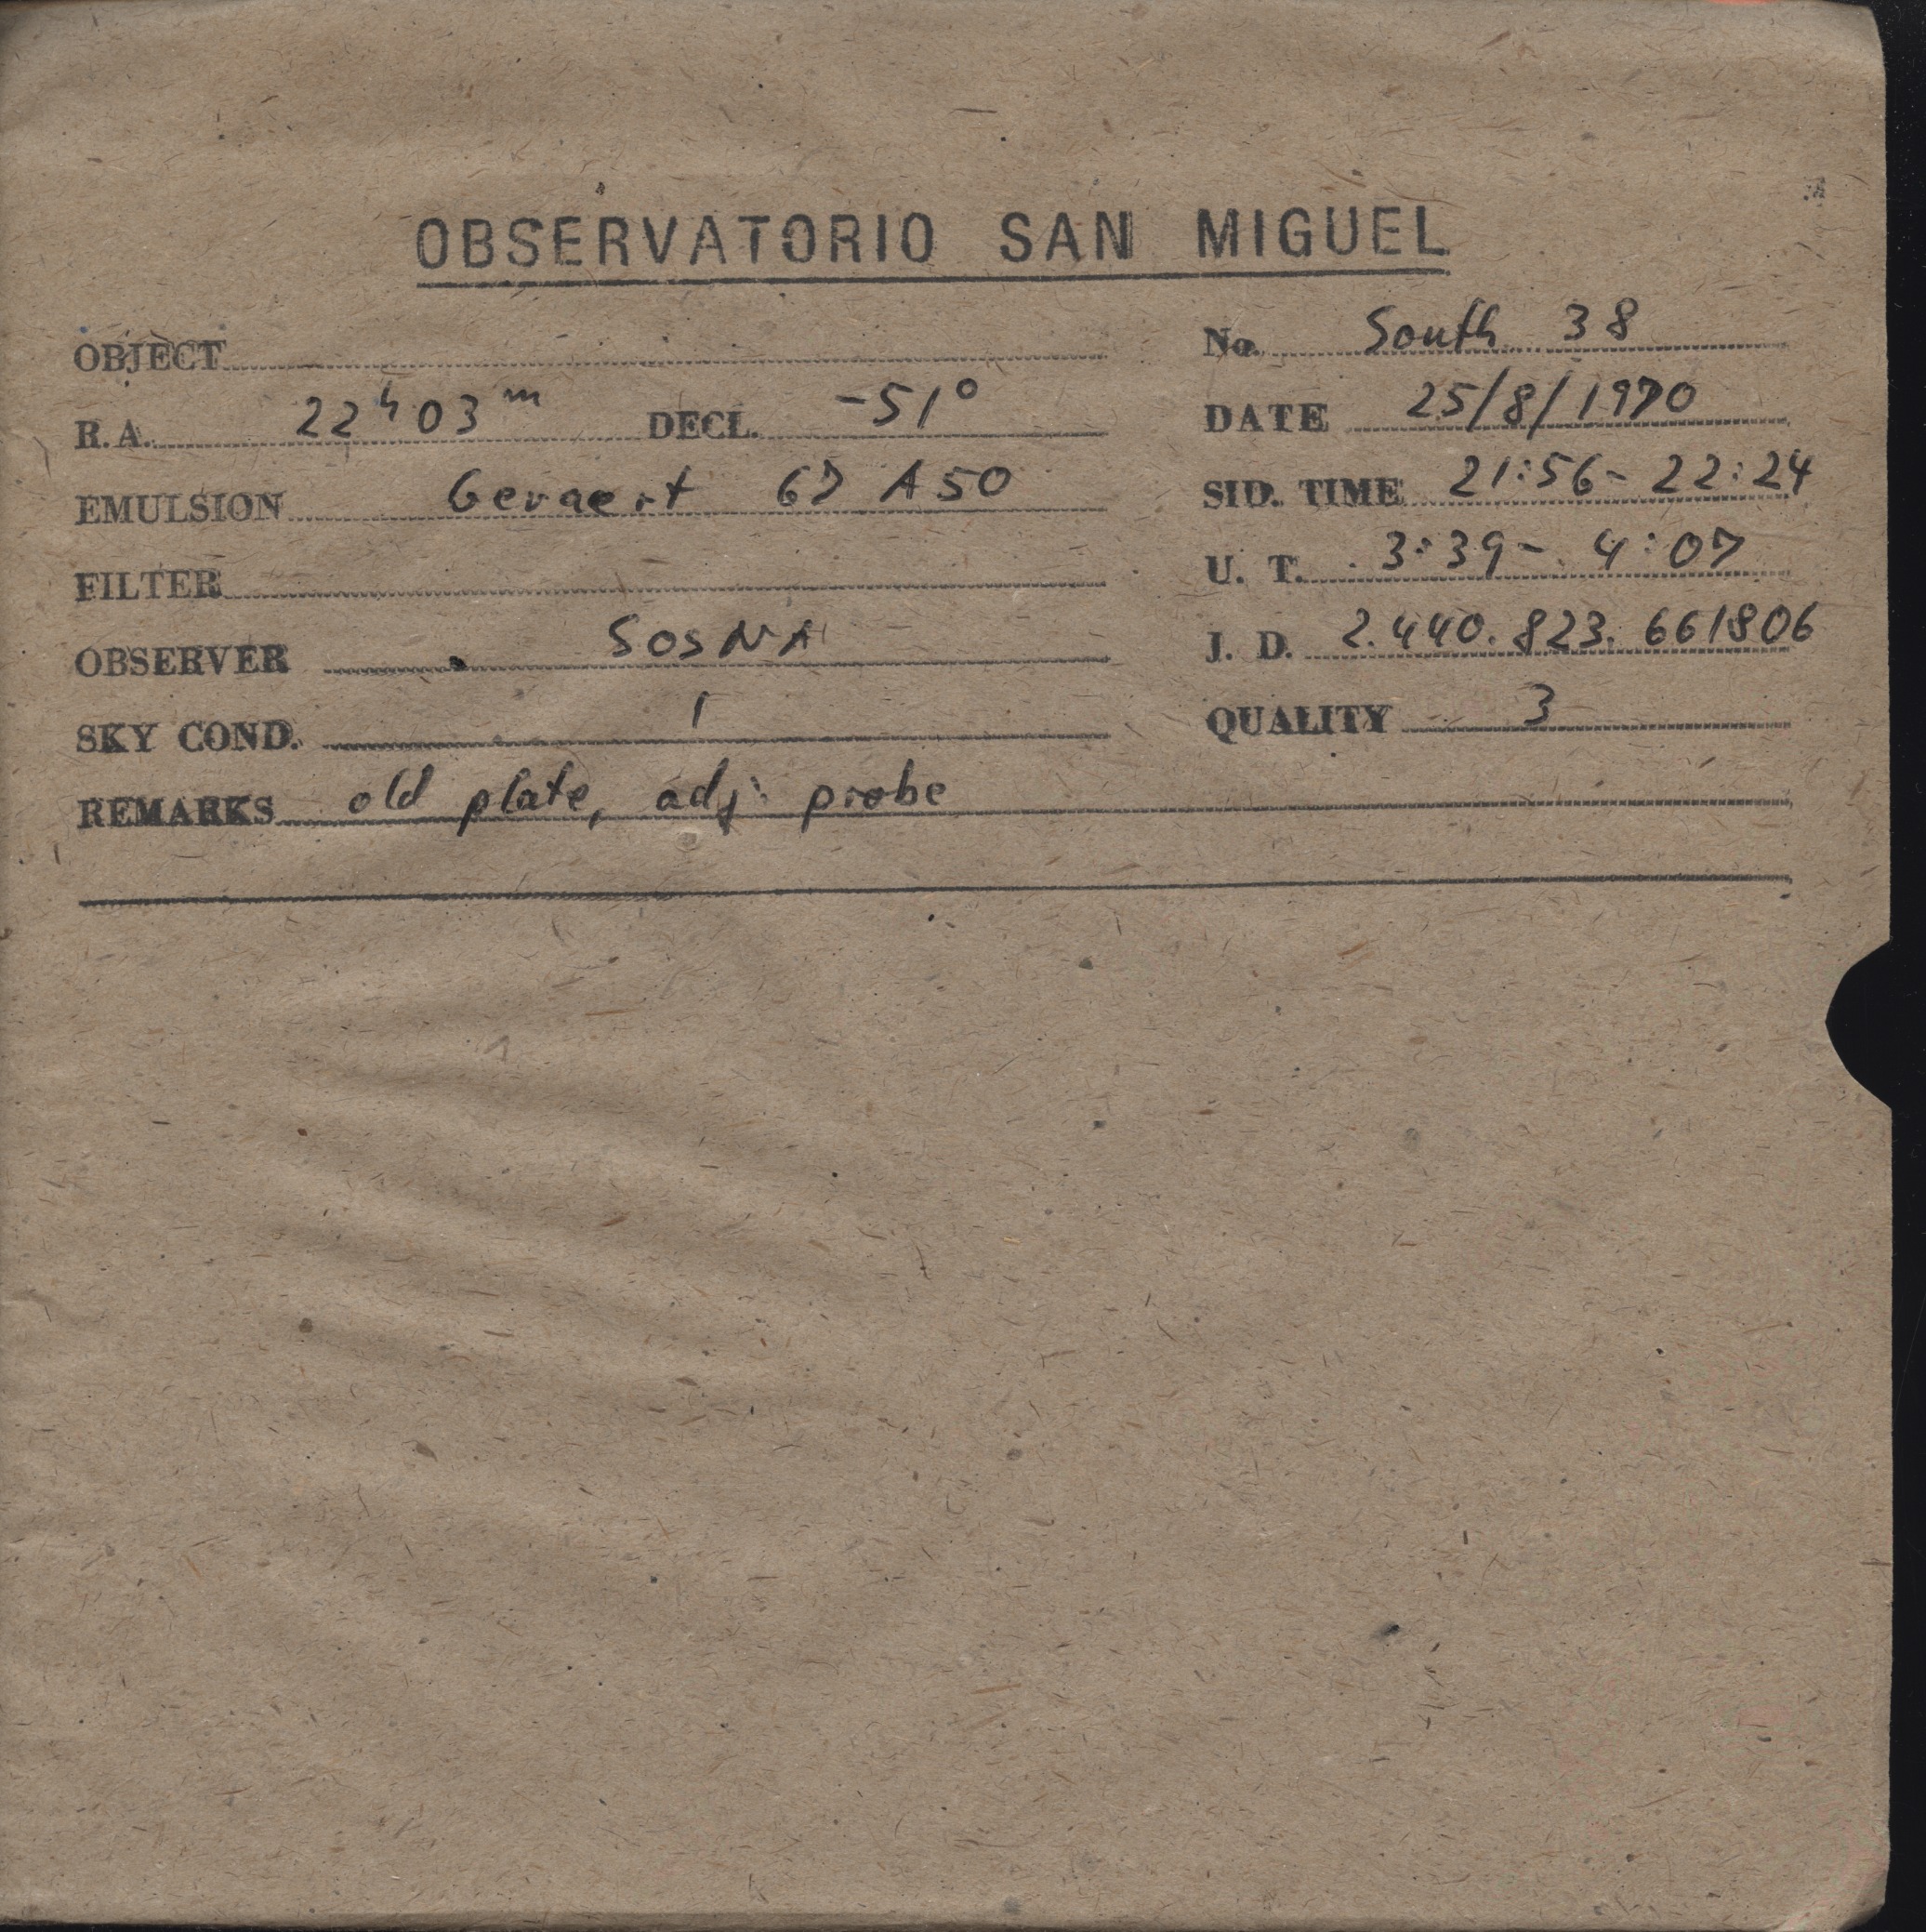 OBSERVATORIO SAN MIGUEL
OBJECT
No. South 38
R.A. 22h03m DECL. -51°
DATE 25/8/1970
EMULSION Gevaert 67 A50
SID. TIME 21:56 - 22:24
FILTER
U. T. 3:39 - 4:07
OBSERVER SOSNA
J. D. 2.440.823.661806
SKY COND. 1
QUALITY 3
REMARKS old plate, adj. probe